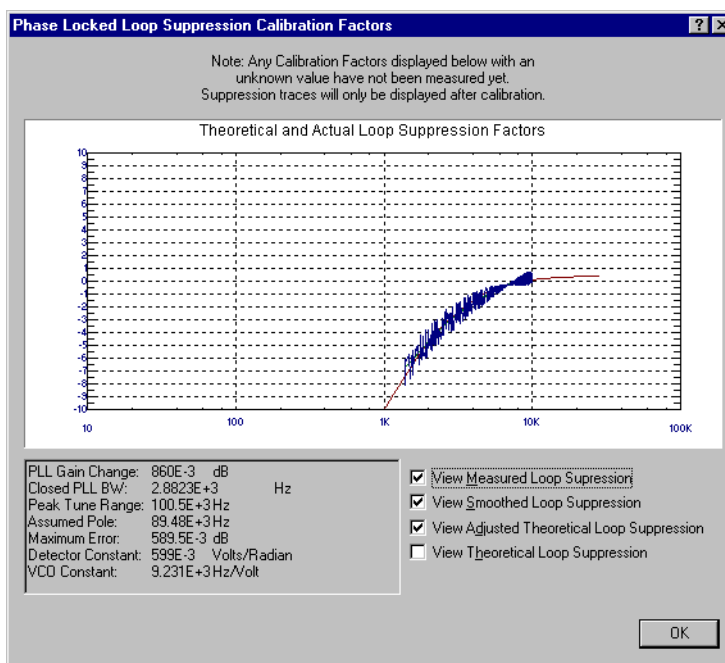 Phase Locked Loop Suppression Calibration Factors
Note: Any Calibration Factors displayed below with an
unknown value have not been measured yet.
Suppression traces will only be displayed after calibration.
Theoretical and Actual Loop Suppression Factors
10
9
8
7
6
5
4
3
2
1
0
-1
-2
-3
-4
-5
-6
-7
-8
-9
-10
10 100 1K 10K 100K
PLL Gain Change: 860E-3 dB
Closed PLL BW: 2.8823E+3 Hz
Peak Tune Range: 100.5E+3 Hz
Assumed Pole: 89.48E+3 Hz
Maximum Error: 589.5E-3 dB
Detector Constant: 599E-3 Volts/Radian
VCO Constant: 9.231E+3 Hz/Volt
View Measured Loop Supression
View Smoothed Loop Suppression
View Adjusted Theoretical Loop Suppression
View Theoretical Loop Suppression
OK